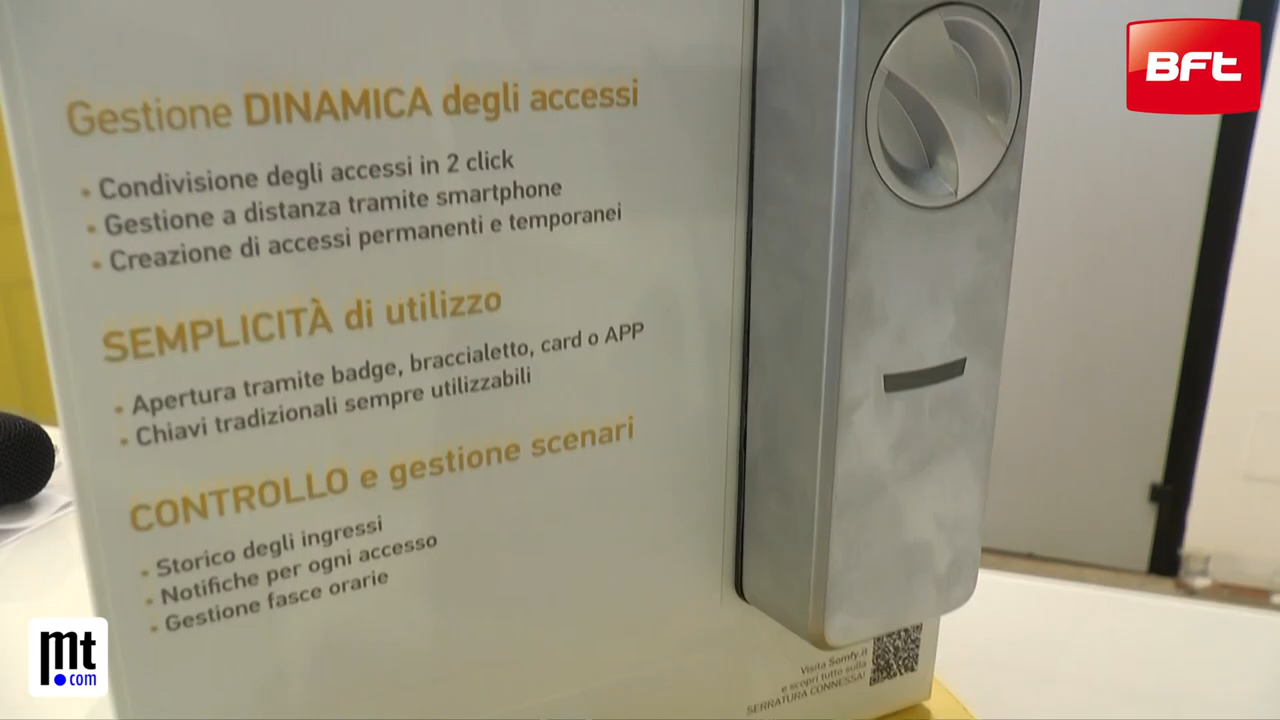 BFt
Gestione DINAMICA degli accessi
• Condivisione degli accessi in 2 click
• Gestione a distanza tramite smartphone
• Creazione di accessi permanenti e temporanei
SEMPLICITÀ di utilizzo
• Apertura tramite badge, braccialetto, card o APP
• Chiavi tradizionali sempre utilizzabili
CONTROLLO e gestione scenari
• Storico degli ingressi
• Notifiche per ogni accesso
• Gestione fasce orarie
Visita Somfy.it
e scopri tutto sulla
SERRATURA CONNESSA!
Mt
.com